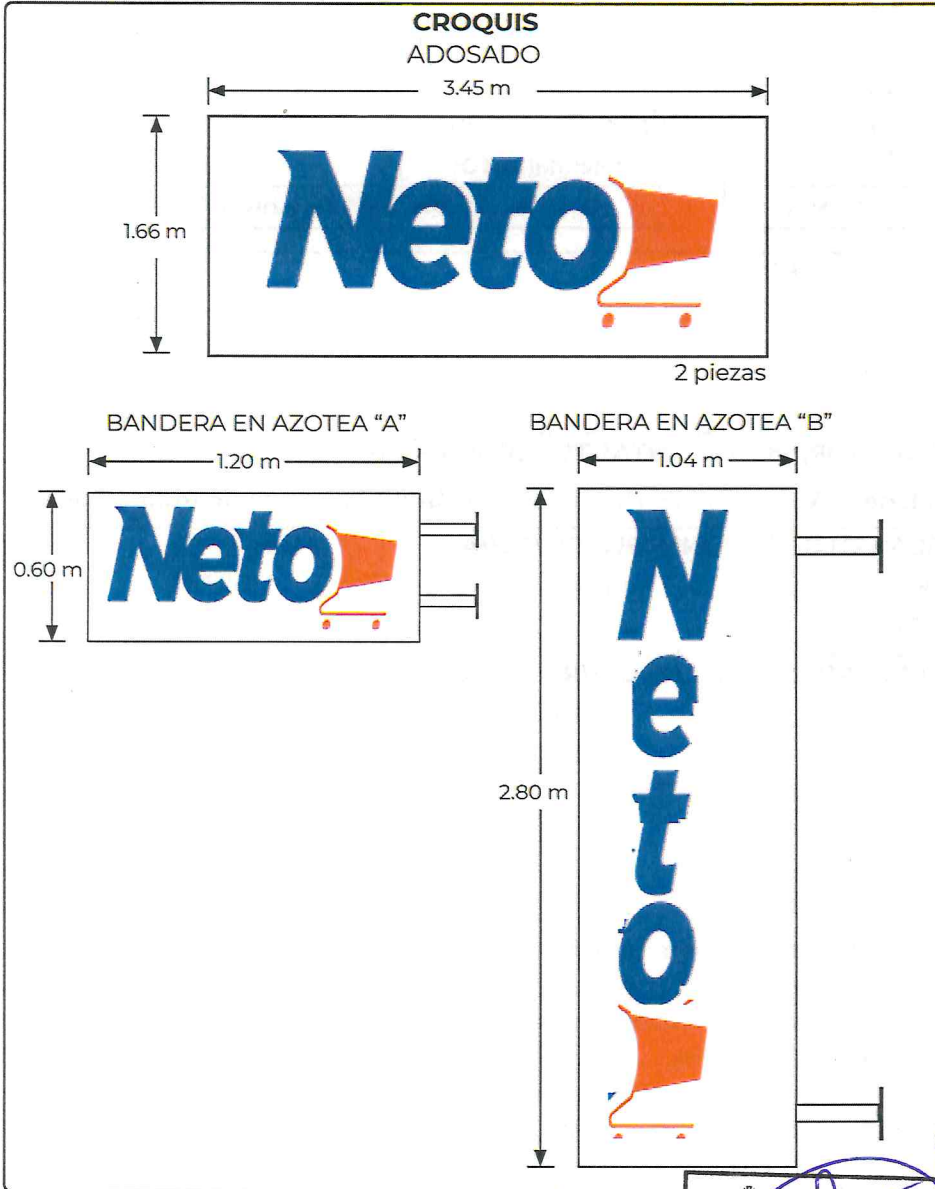 CROQUIS
ADOSADO
3.45 m
1.66 m
Neto
2 piezas
BANDERA EN AZOTEA “A”
1.20 m
0.60 m
Neto
BANDERA EN AZOTEA “B”
1.04 m
2.80 m
N
e
t
o